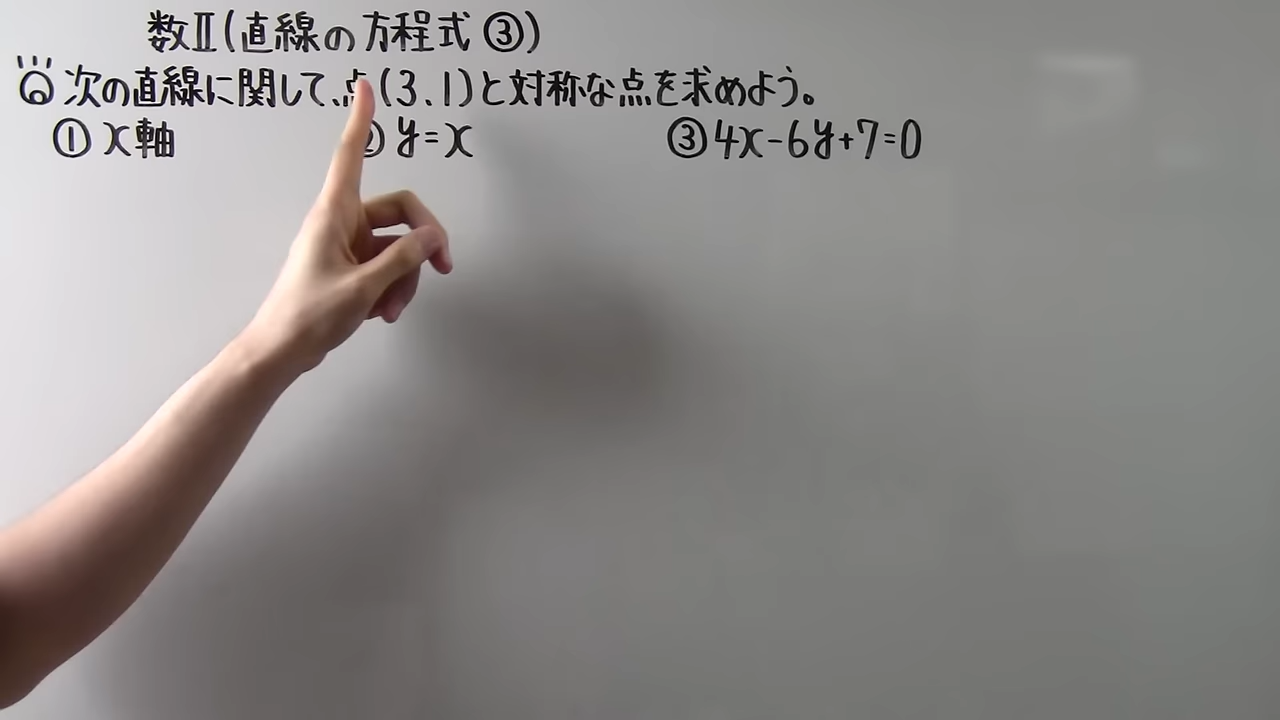 数Ⅱ(直線の方程式 ③)
Q 次の直線に関して、点(3,1)と対称な点を求めよう。
① x軸 ② y=x ③ 4x-6y+7=0